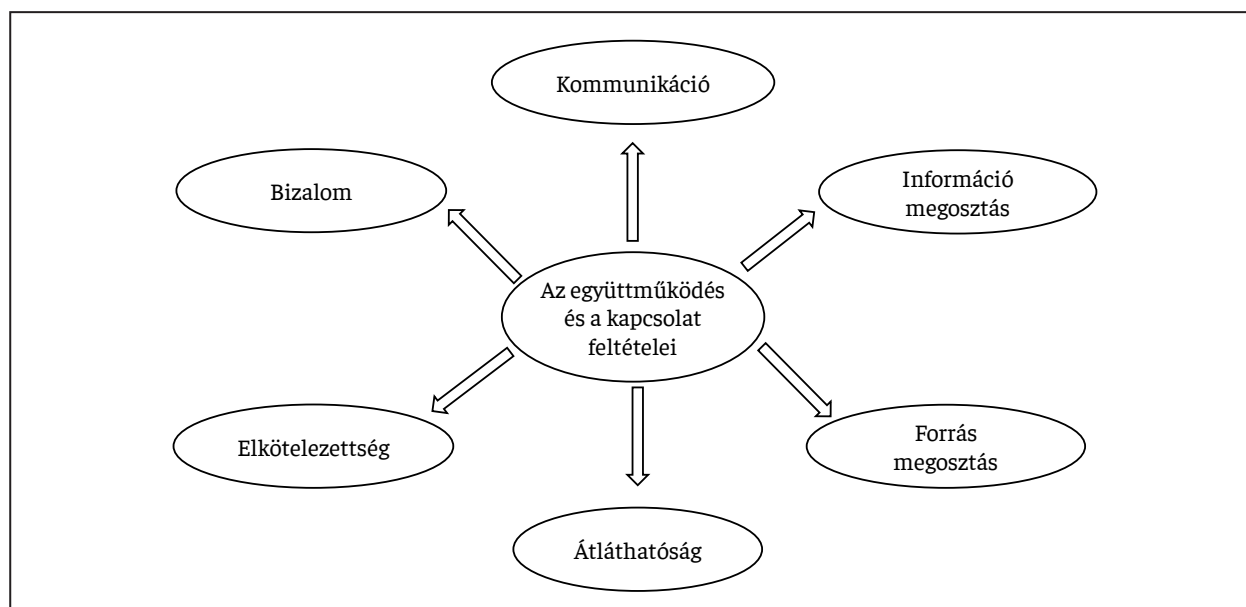 Kommunikáció
Bizalom
Információ
megosztás
Az együttműködés
és a kapcsolat
feltételei
Elkötelezettség
Forrás
megosztás
Átláthatóság